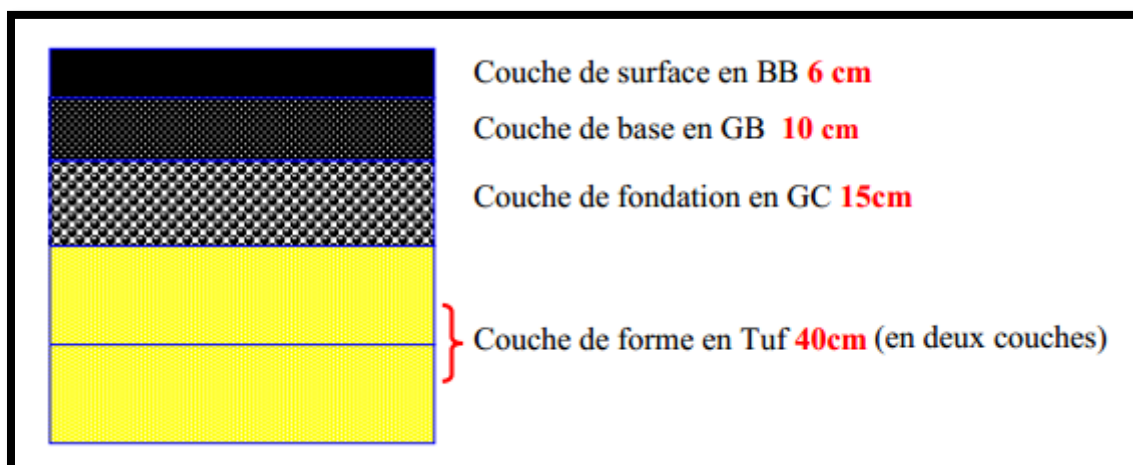 Couche de surface en BB 6 cm
Couche de base en GB 10 cm
Couche de fondation en GC 15cm
Couche de forme en Tuf 40cm (en deux couches)